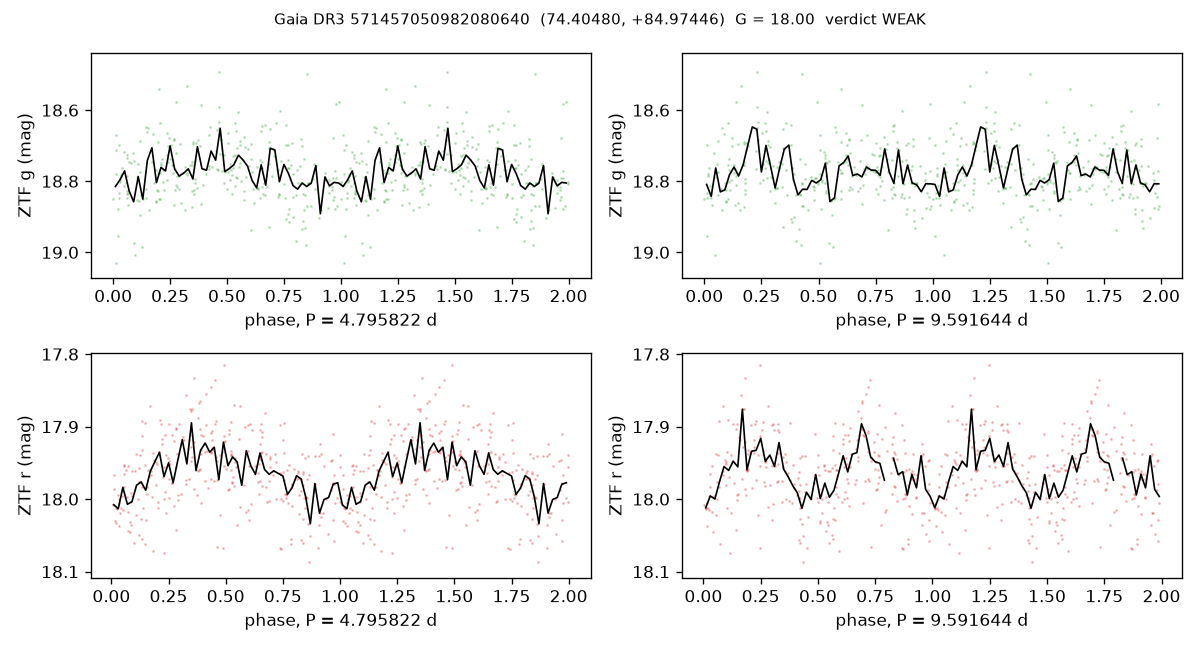 Gaia DR3 571457050982080640 (74.40480, +84.97446) G = 18.00 verdict WEAK
ZTF g (mag)
18.6
18.8
19.0
0.00 0.25 0.50 0.75 1.00 1.25 1.50 1.75 2.00
phase, P = 4.795822 d
ZTF g (mag)
18.6
18.8
19.0
0.00 0.25 0.50 0.75 1.00 1.25 1.50 1.75 2.00
phase, P = 9.591644 d
ZTF r (mag)
17.8
17.9
18.0
18.1
0.00 0.25 0.50 0.75 1.00 1.25 1.50 1.75 2.00
phase, P = 4.795822 d
ZTF r (mag)
17.8
17.9
18.0
18.1
0.00 0.25 0.50 0.75 1.00 1.25 1.50 1.75 2.00
phase, P = 9.591644 d